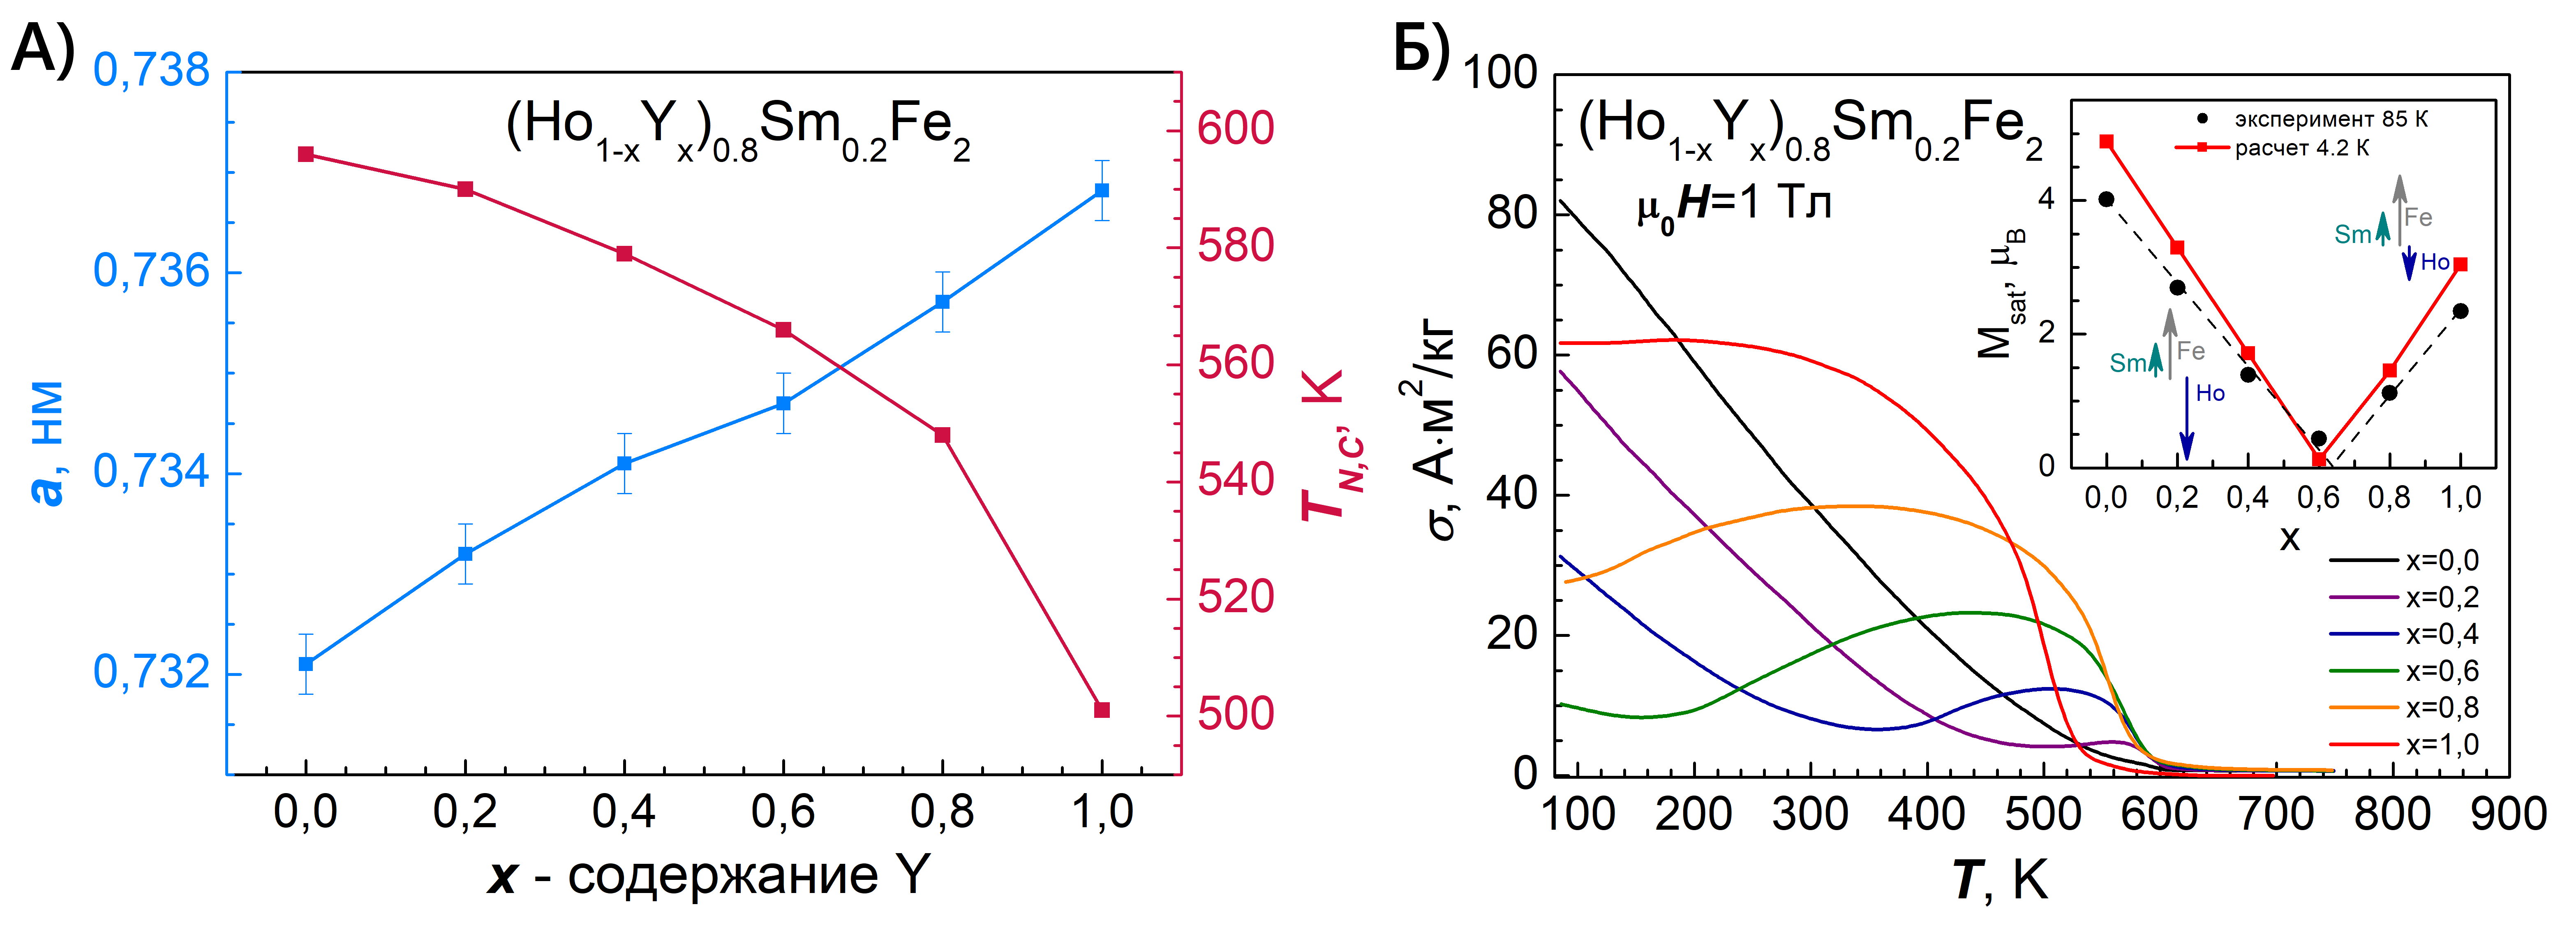 А)
0,738
0,736
0,734
0,732
a, нм
(Ho1-xYx)0.8Sm0.2Fe2
600
580
560
540
520
500
TN,C, K
0,0 0,2 0,4 0,6 0,8 1,0
x - содержание Y
Б)
100
80
60
40
20
0
σ, А·м2/кг
(Ho1-xYx)0.8Sm0.2Fe2
μ0H=1 Тл
эксперимент 85 К
расчет 4.2 К
4
2
0
Msat, μB
Sm Fe
Ho
Sm Fe
Ho
0,0 0,2 0,4 0,6 0,8 1,0
x
x=0,0
x=0,2
x=0,4
x=0,6
x=0,8
x=1,0
100 200 300 400 500 600 700 800 900
T, K